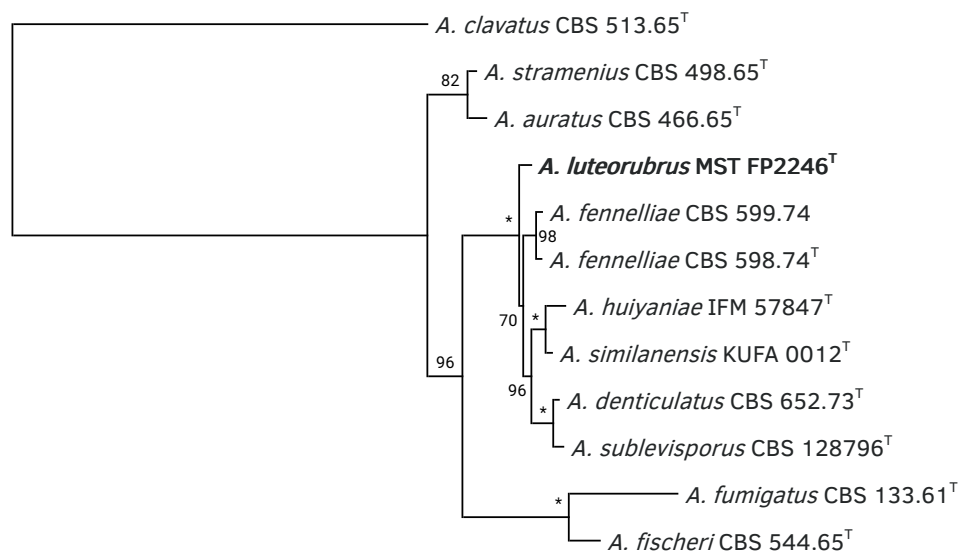 A. clavatus CBS 513.65ᵀ
82
A. stramenius CBS 498.65ᵀ
A. auratus CBS 466.65ᵀ
A. luteorubrus MST FP2246ᵀ
*
A. fennelliae CBS 599.74
98
A. fennelliae CBS 598.74ᵀ
A. huiyaniae IFM 57847ᵀ
*
70
A. similanensis KUFA 0012ᵀ
96
96
A. denticulatus CBS 652.73ᵀ
*
A. sublevisporus CBS 128796ᵀ
A. fumigatus CBS 133.61ᵀ
*
A. fischeri CBS 544.65ᵀ